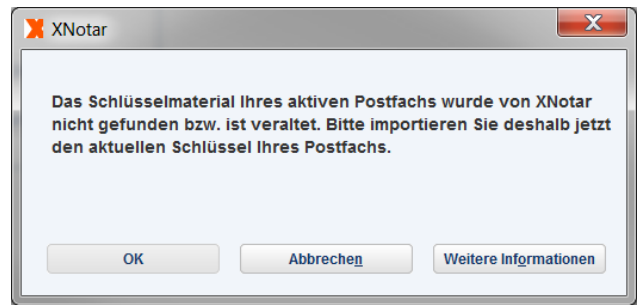 XNotar
Das Schlüsselmaterial Ihres aktiven Postfachs wurde von XNotar
nicht gefunden bzw. ist veraltet. Bitte importieren Sie deshalb jetzt
den aktuellen Schlüssel Ihres Postfachs.
OK Abbrechen Weitere Informationen